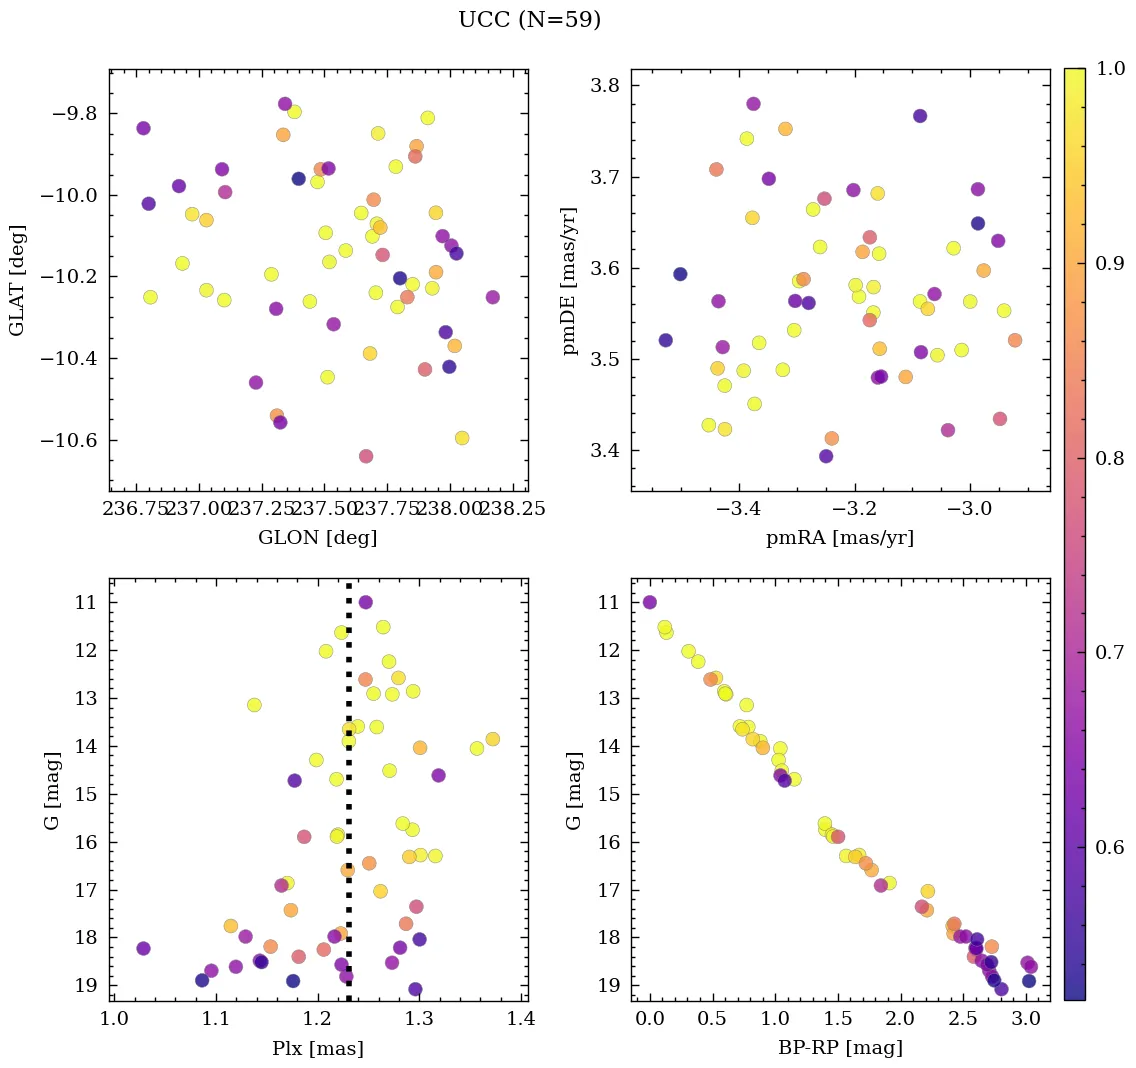 UCC (N=59)
−9.8
−10.0
−10.2
−10.4
−10.6
GLAT [deg]
236.75 237.00 237.25 237.50 237.75 238.00 238.25
GLON [deg]
3.8
3.7
3.6
3.5
3.4
pmDE [mas/yr]
−3.4 −3.2 −3.0
pmRA [mas/yr]
1.0
0.9
0.8
0.7
0.6
11
12
13
14
15
16
17
18
19
G [mag]
1.0 1.1 1.2 1.3 1.4
Plx [mas]
11
12
13
14
15
16
17
18
19
G [mag]
0.0 0.5 1.0 1.5 2.0 2.5 3.0
BP-RP [mag]